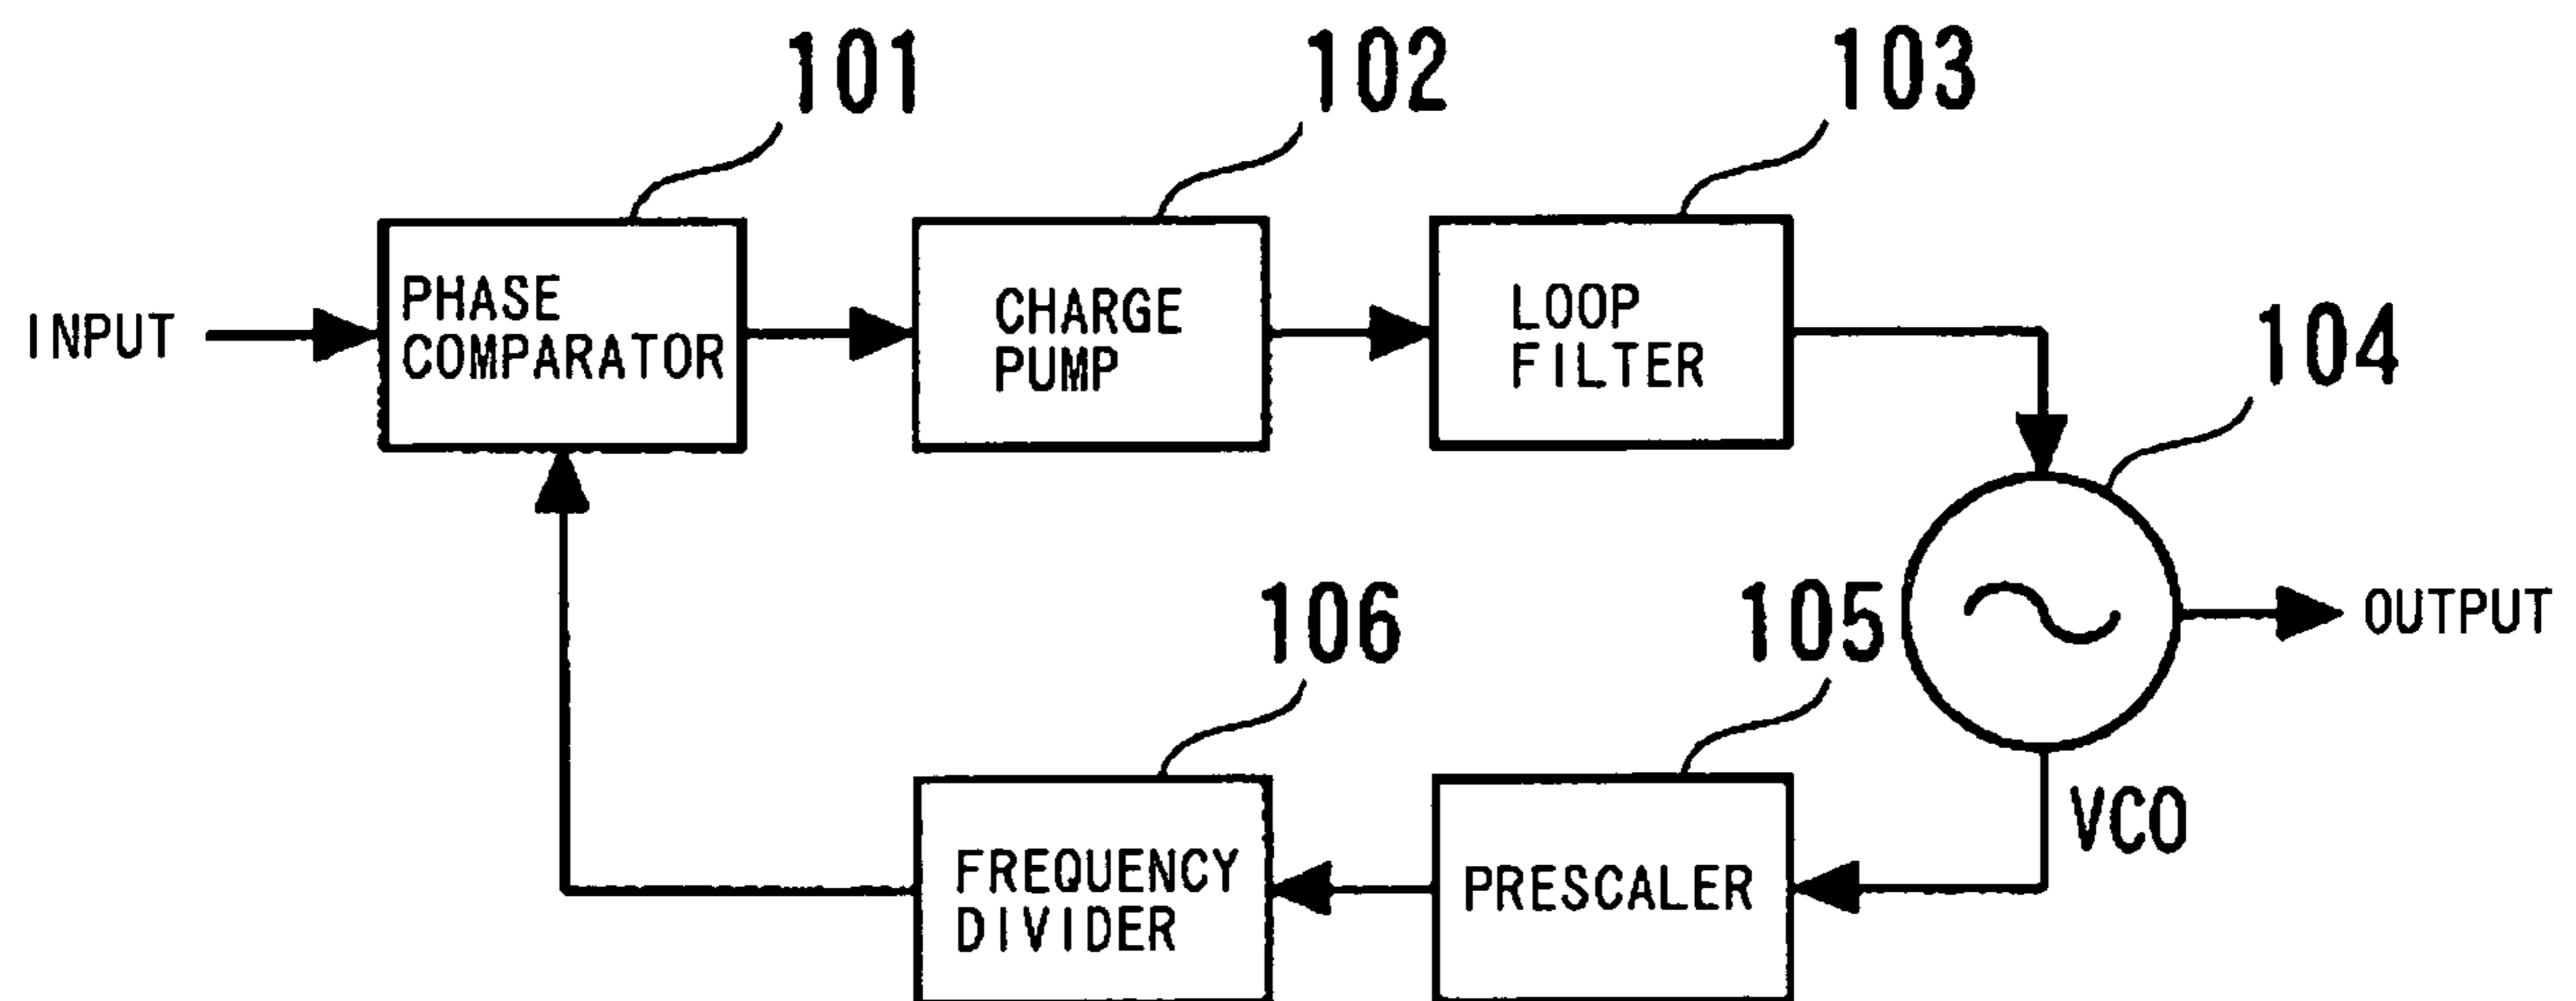 101
102
103
INPUT
PHASE
COMPARATOR
CHARGE
PUMP
LOOP
FILTER
104
106
105
OUTPUT
VCO
FREQUENCY
DIVIDER
PRESCALER